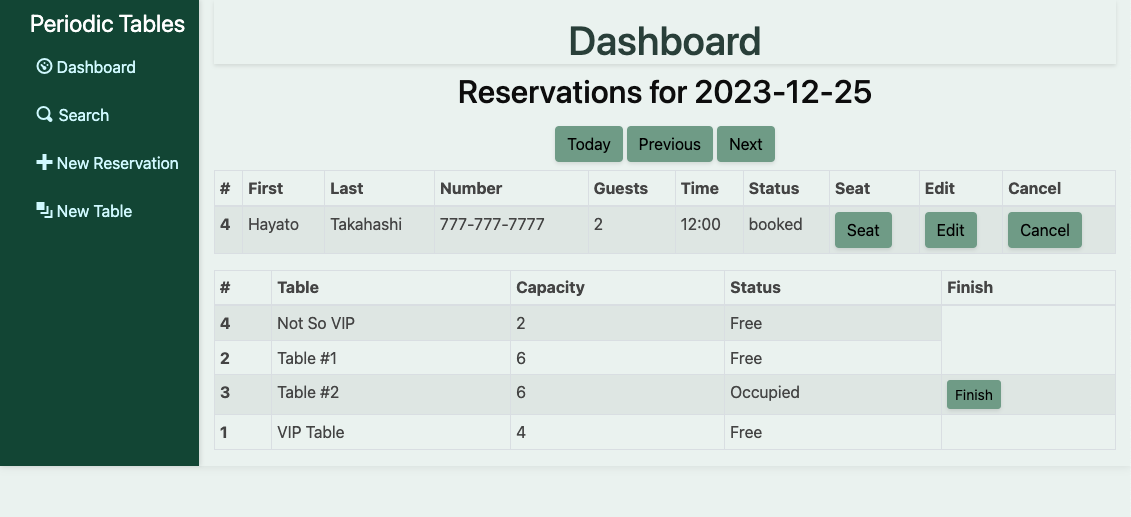 Periodic Tables
Dashboard
Search
New Reservation
New Table
Dashboard
Reservations for 2023-12-25
Today Previous Next
# First Last Number Guests Time Status Seat Edit Cancel
4 Hayato Takahashi 777-777-7777 2 12:00 booked Seat Edit Cancel
# Table Capacity Status Finish
4 Not So VIP 2 Free
2 Table #1 6 Free
3 Table #2 6 Occupied Finish
1 VIP Table 4 Free